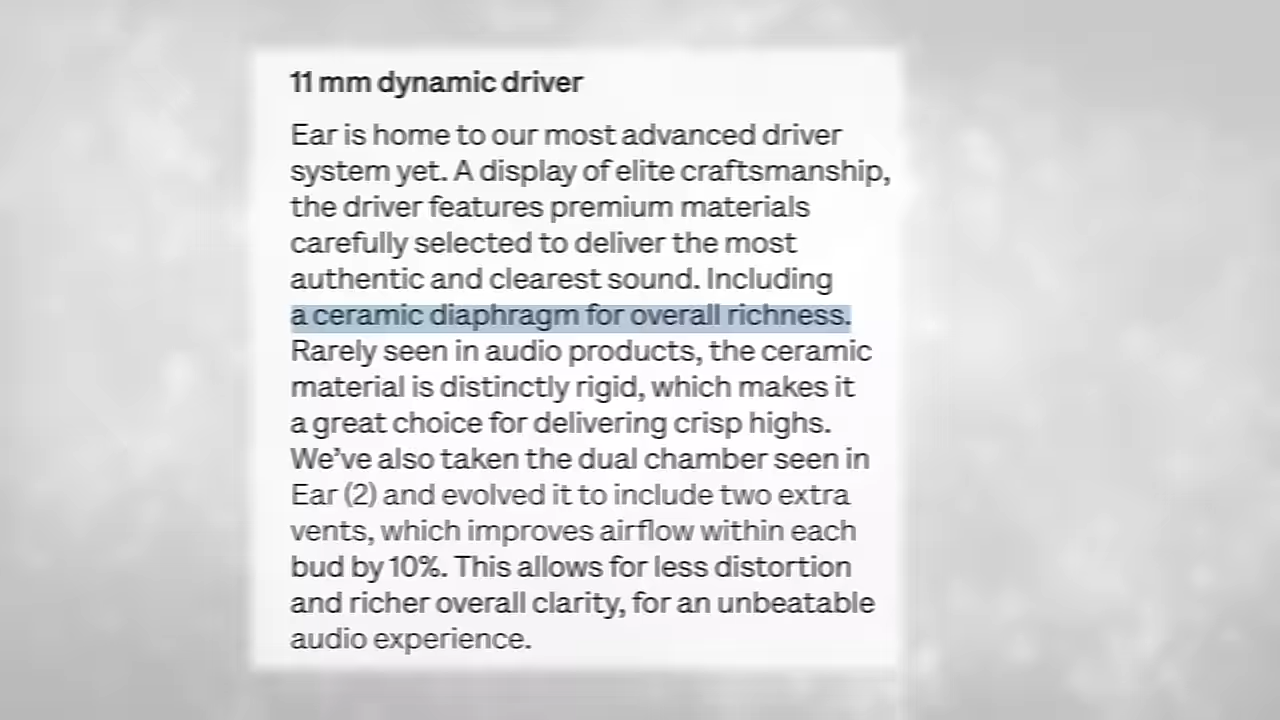 11 mm dynamic driver
Ear is home to our most advanced driver
system yet. A display of elite craftsmanship,
the driver features premium materials
carefully selected to deliver the most
authentic and clearest sound. Including
a ceramic diaphragm for overall richness.
Rarely seen in audio products, the ceramic
material is distinctly rigid, which makes it
a great choice for delivering crisp highs.
We’ve also taken the dual chamber seen in
Ear (2) and evolved it to include two extra
vents, which improves airflow within each
bud by 10%. This allows for less distortion
and richer overall clarity, for an unbeatable
audio experience.